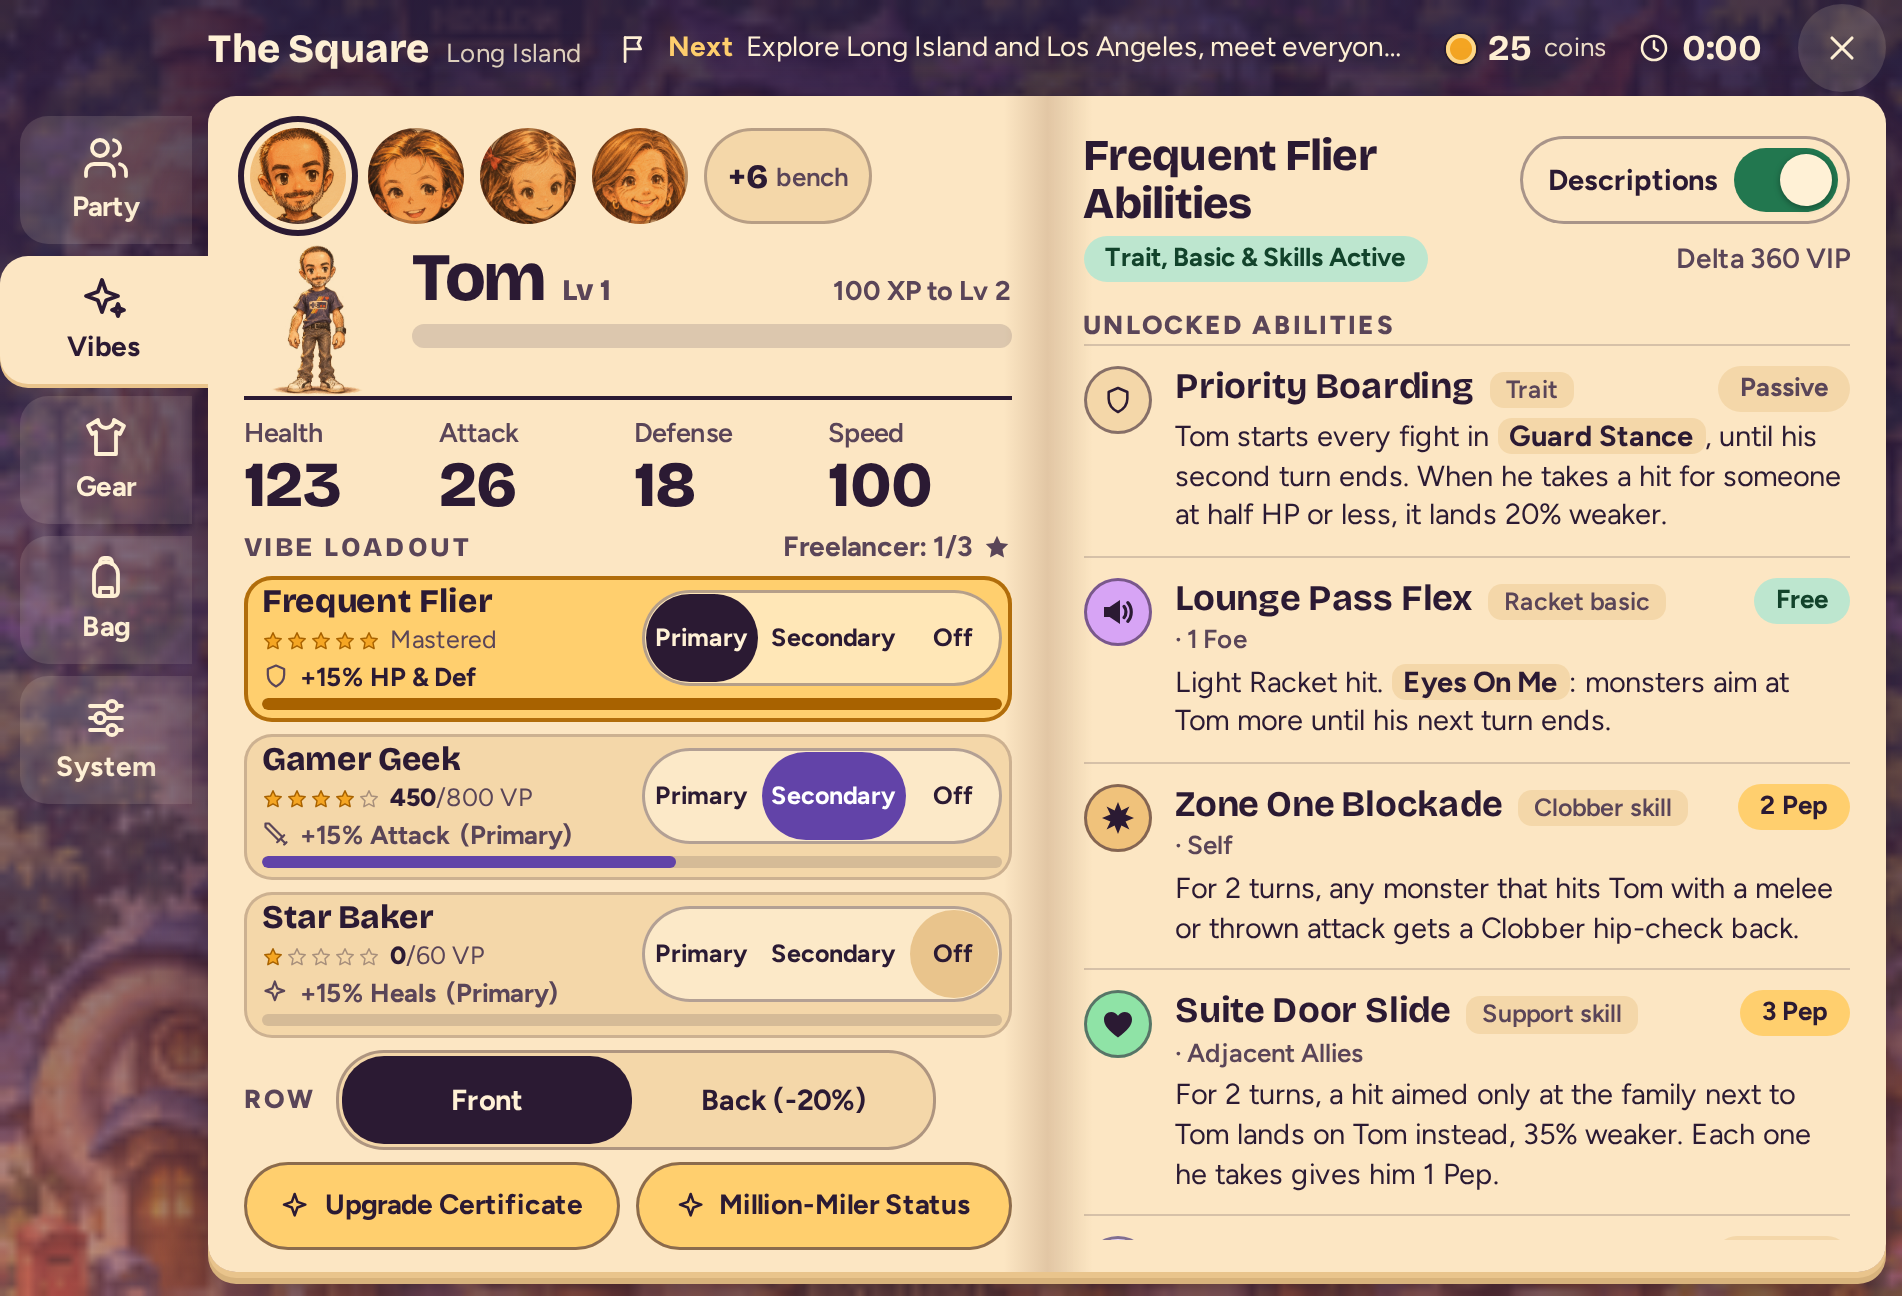 The Square Long Island Next Explore Long Island and Los Angeles, meet everyon... 25 coins 0:00
Party
Vibes
Gear
Bag
System
+6 bench
Tom Lv 1 100 XP to Lv 2
Health Attack Defense Speed
123 26 18 100
VIBE LOADOUT Freelancer: 1/3
Frequent Flier
Mastered
+15% HP & Def
Primary Secondary Off
Gamer Geek
450/800 VP
+15% Attack (Primary)
Primary Secondary Off
Star Baker
0/60 VP
+15% Heals (Primary)
Primary Secondary Off
ROW Front Back (-20%)
Upgrade Certificate Million-Miler Status
Frequent Flier
Abilities
Descriptions
Trait, Basic & Skills Active Delta 360 VIP
UNLOCKED ABILITIES
Priority Boarding Trait Passive
Tom starts every fight in Guard Stance, until his
second turn ends. When he takes a hit for someone
at half HP or less, it lands 20% weaker.
Lounge Pass Flex Racket basic Free
· 1 Foe
Light Racket hit. Eyes On Me: monsters aim at
Tom more until his next turn ends.
Zone One Blockade Clobber skill 2 Pep
· Self
For 2 turns, any monster that hits Tom with a melee
or thrown attack gets a Clobber hip-check back.
Suite Door Slide Support skill 3 Pep
· Adjacent Allies
For 2 turns, a hit aimed only at the family next to
Tom lands on Tom instead, 35% weaker. Each one
he takes gives him 1 Pep.